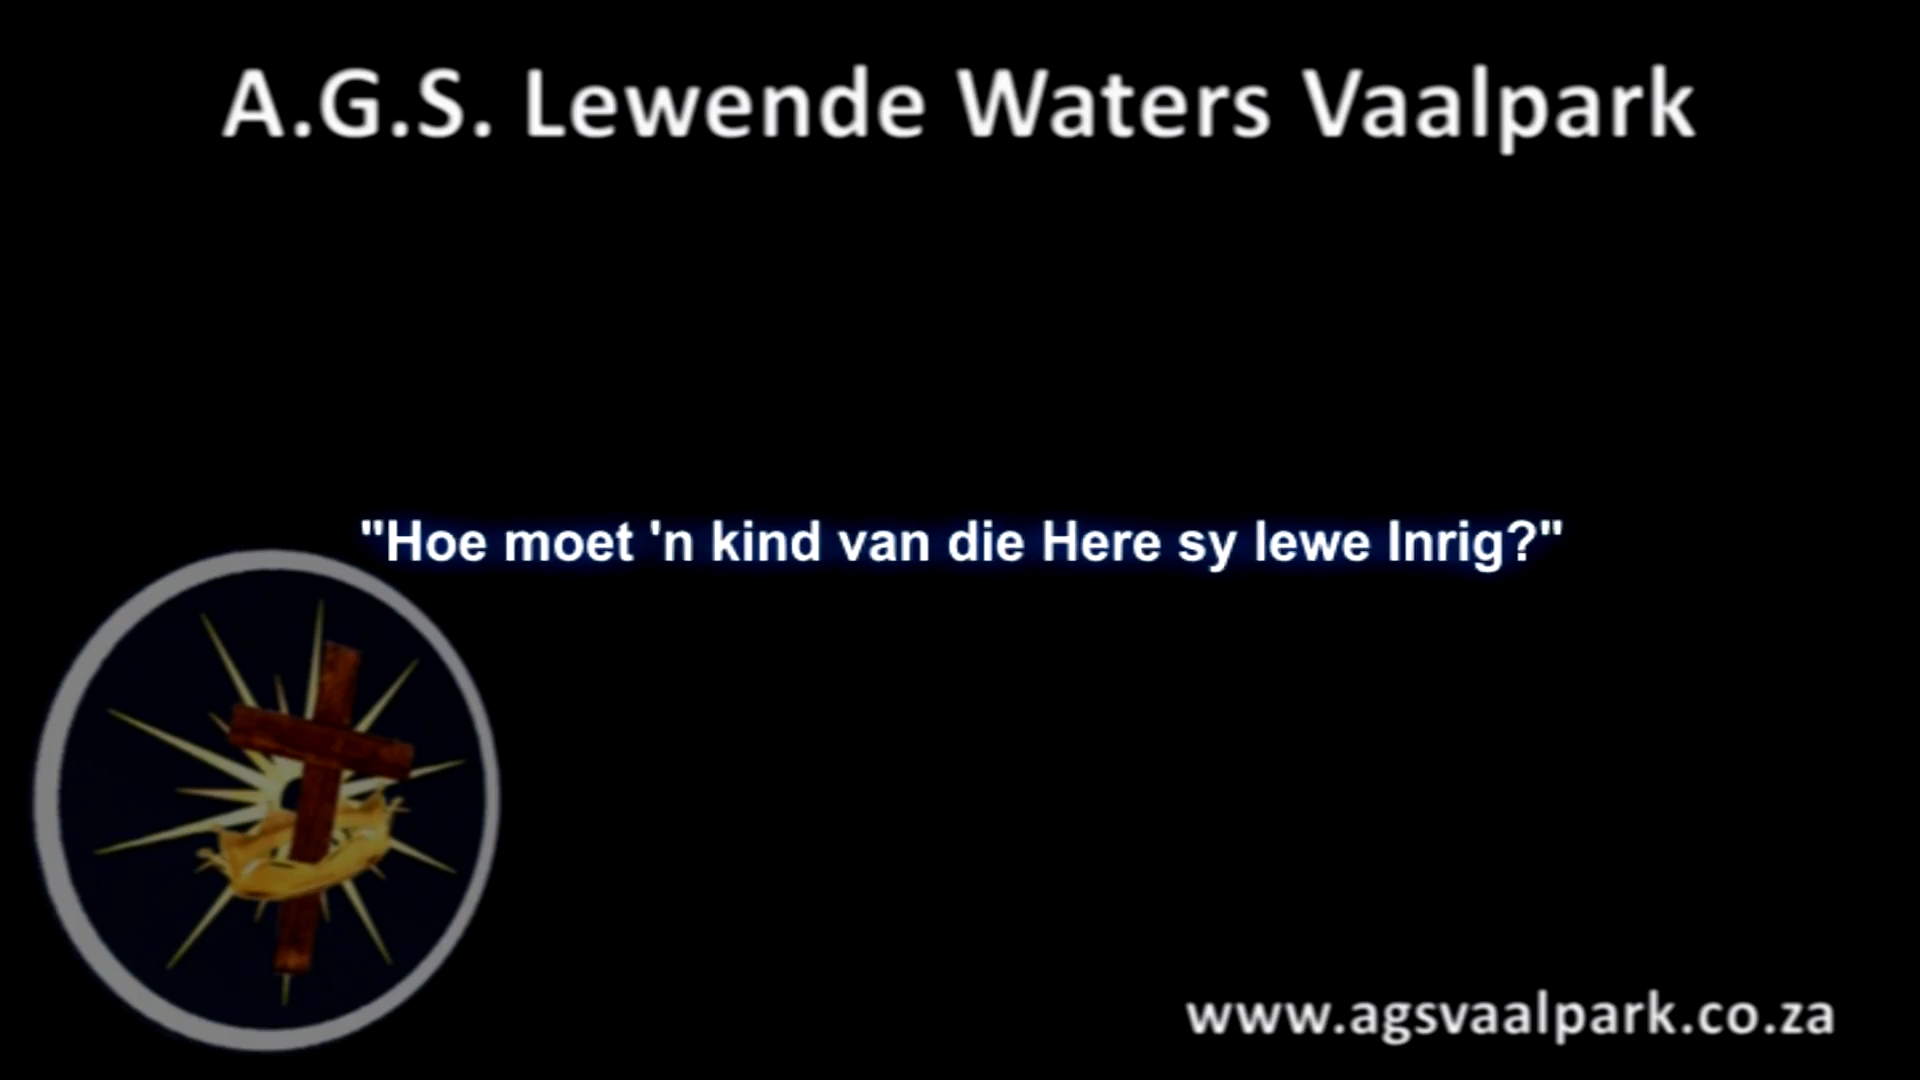 A.G.S. Lewende Waters Vaalpark
"Hoe moet 'n kind van die Here sy lewe Inrig?"
www.agsvaalpark.co.za